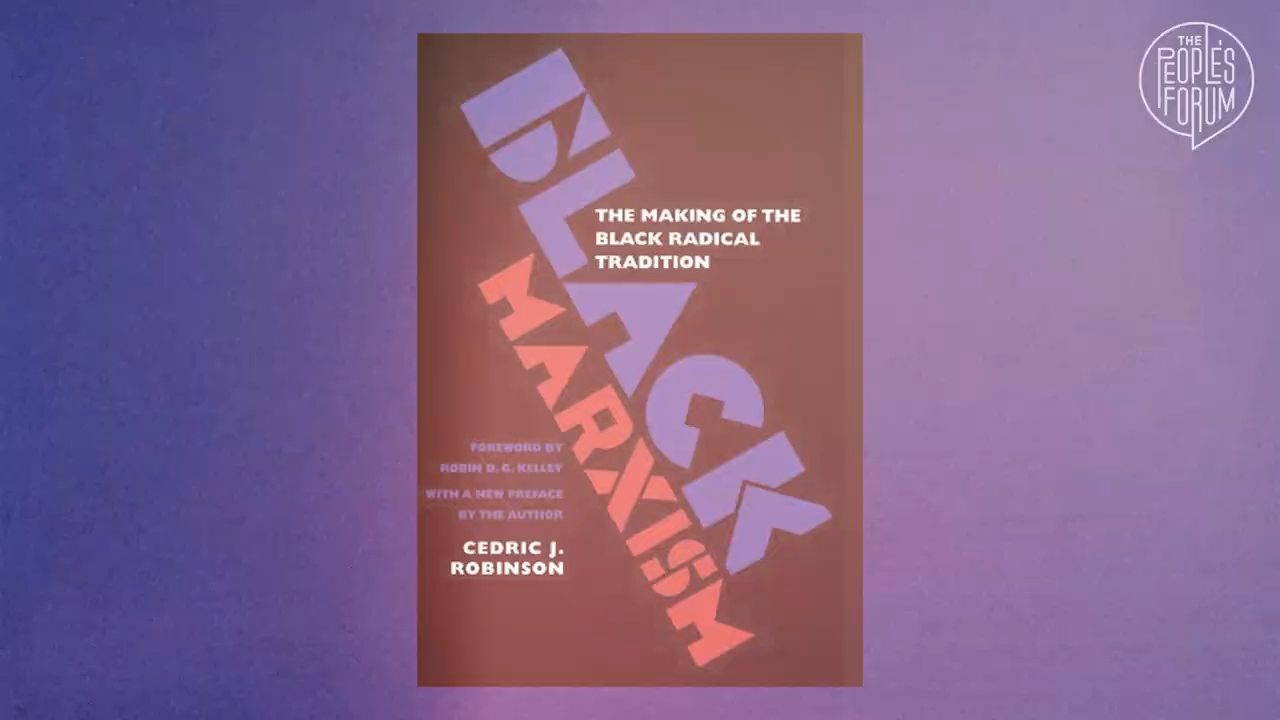 BLACK
MARXISM
THE MAKING OF THE
BLACK RADICAL
TRADITION
FOREWORD BY
ROBIN D. G. KELLEY
WITH A NEW PREFACE
BY THE AUTHOR
CEDRIC J.
ROBINSON
THE
PEOPLE'S
FORUM